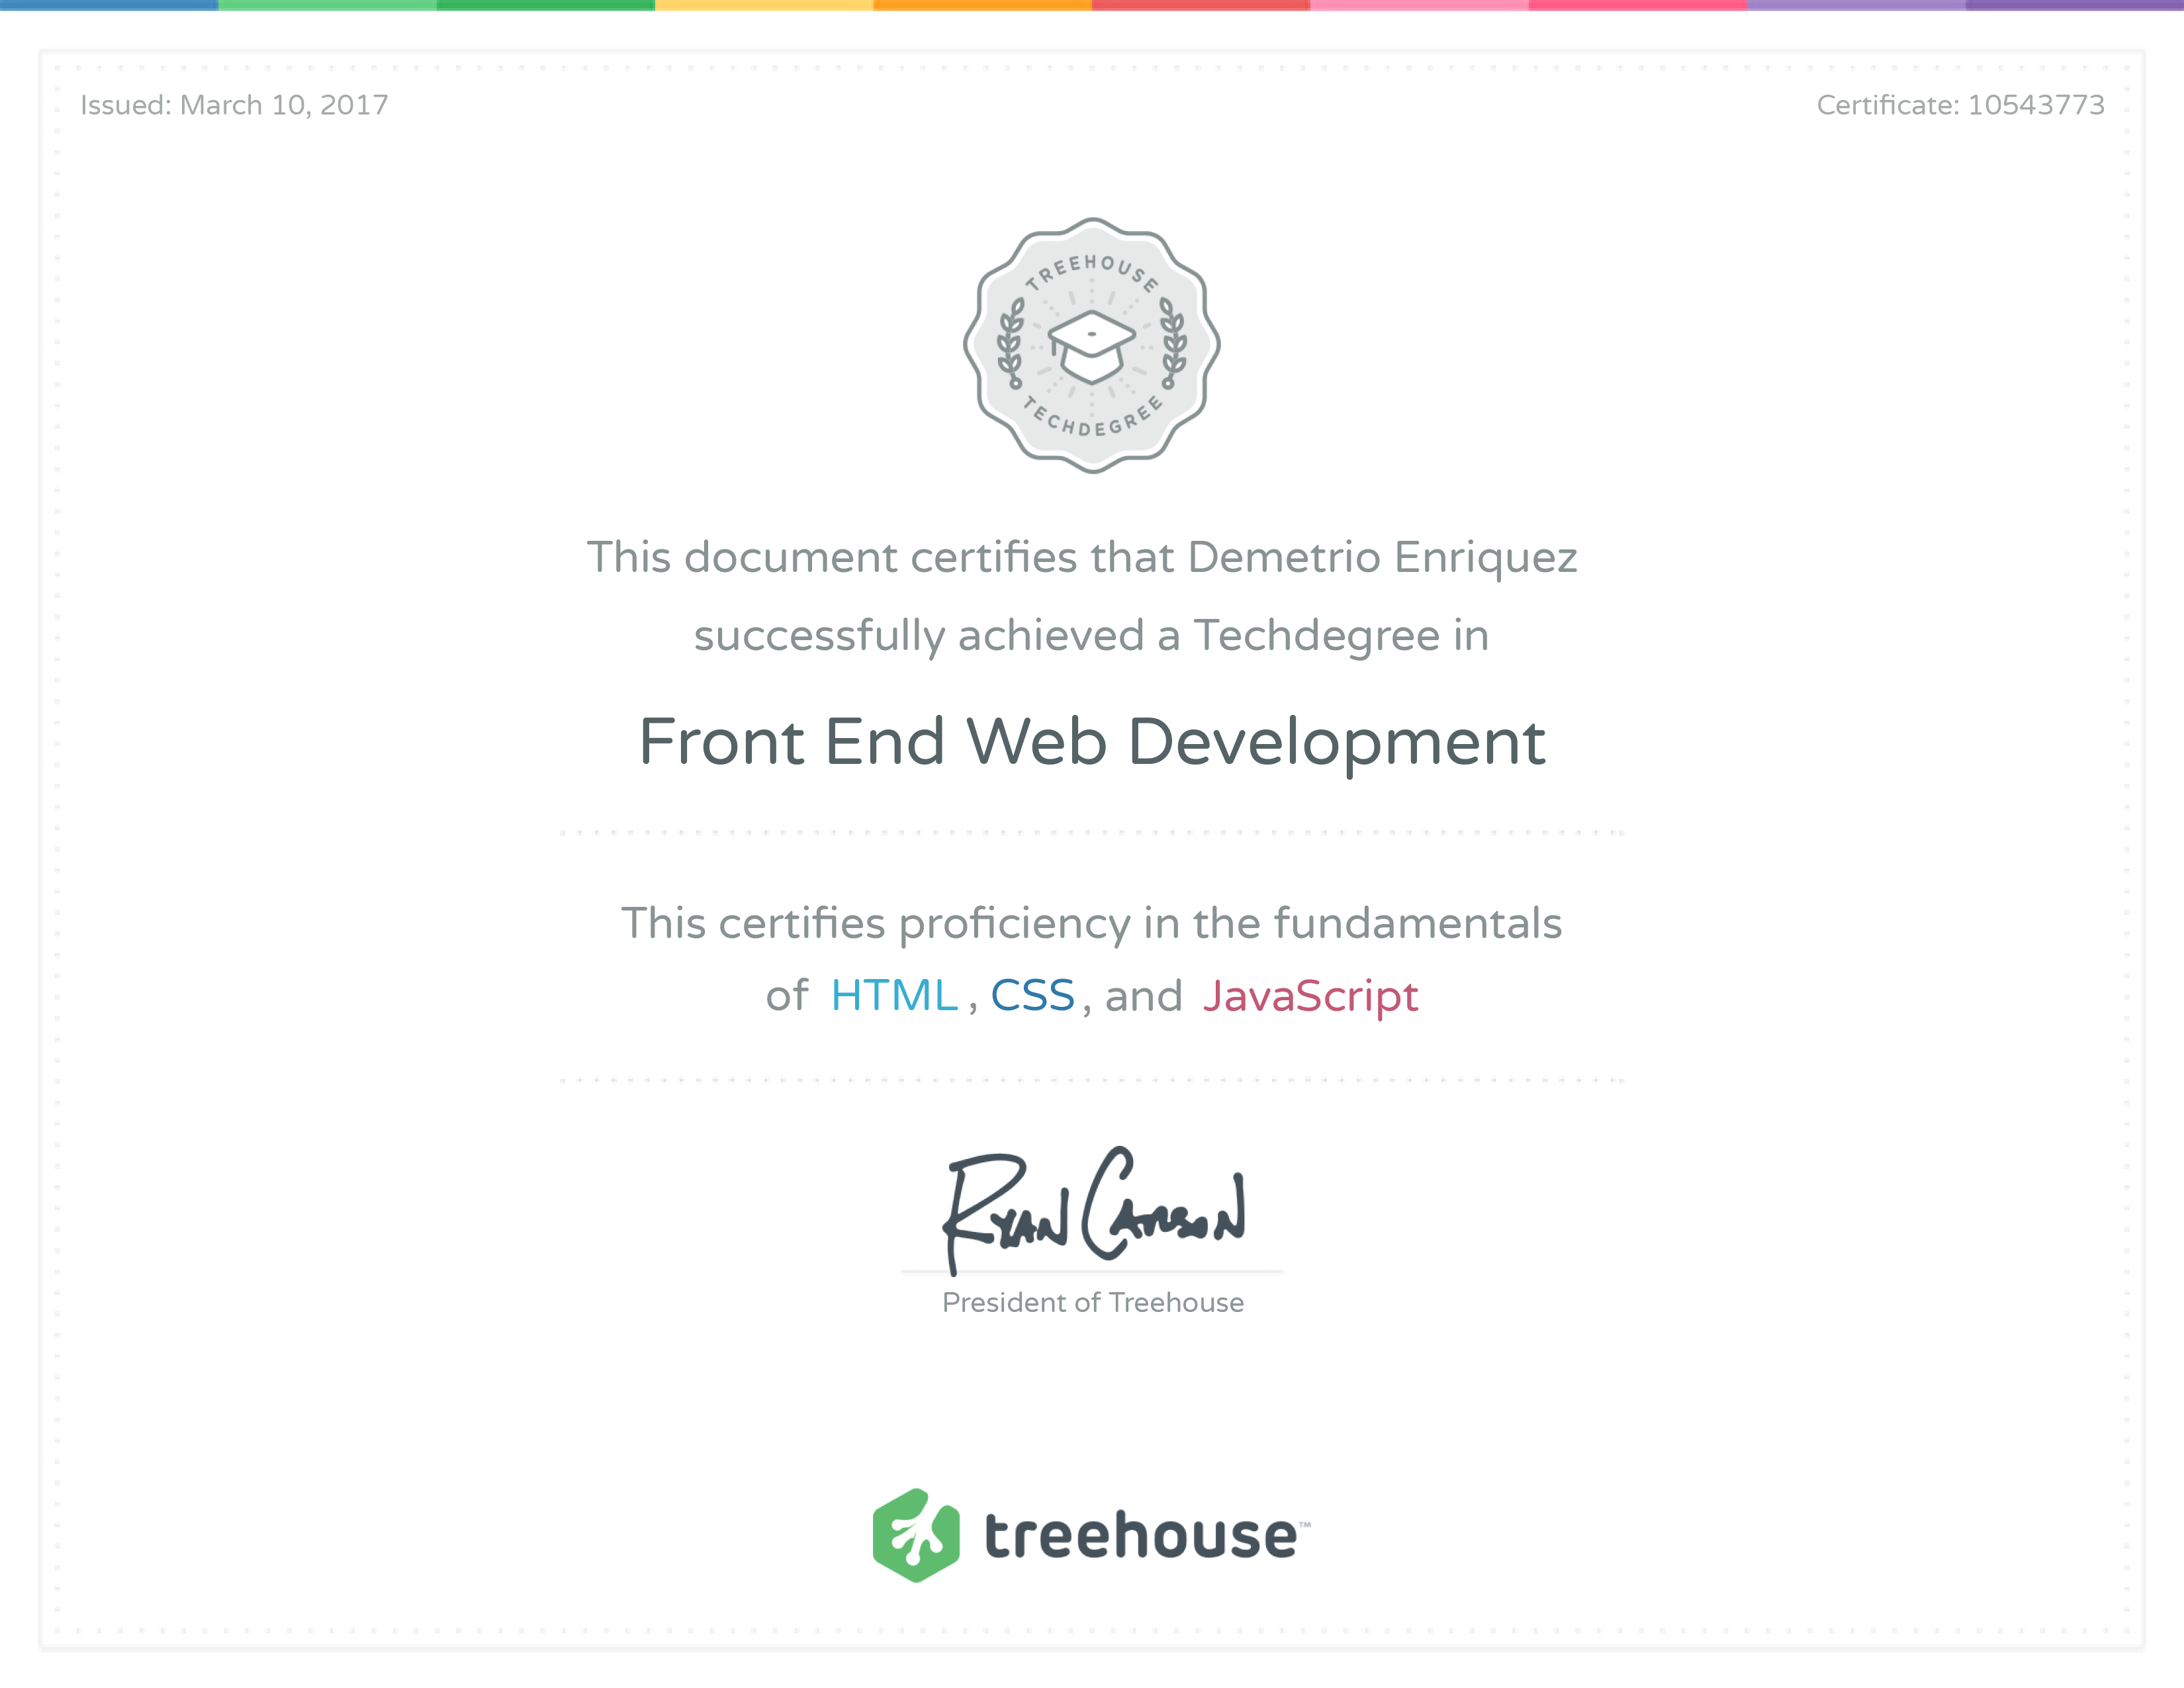 Issued: March 10, 2017
Certificate: 10543773
TREEHOUSE
TECHDEGREE
This document certifies that Demetrio Enriquez
successfully achieved a Techdegree in
Front End Web Development
This certifies proficiency in the fundamentals
of HTML, CSS, and JavaScript
Ryan Carson
President of Treehouse
treehouse™